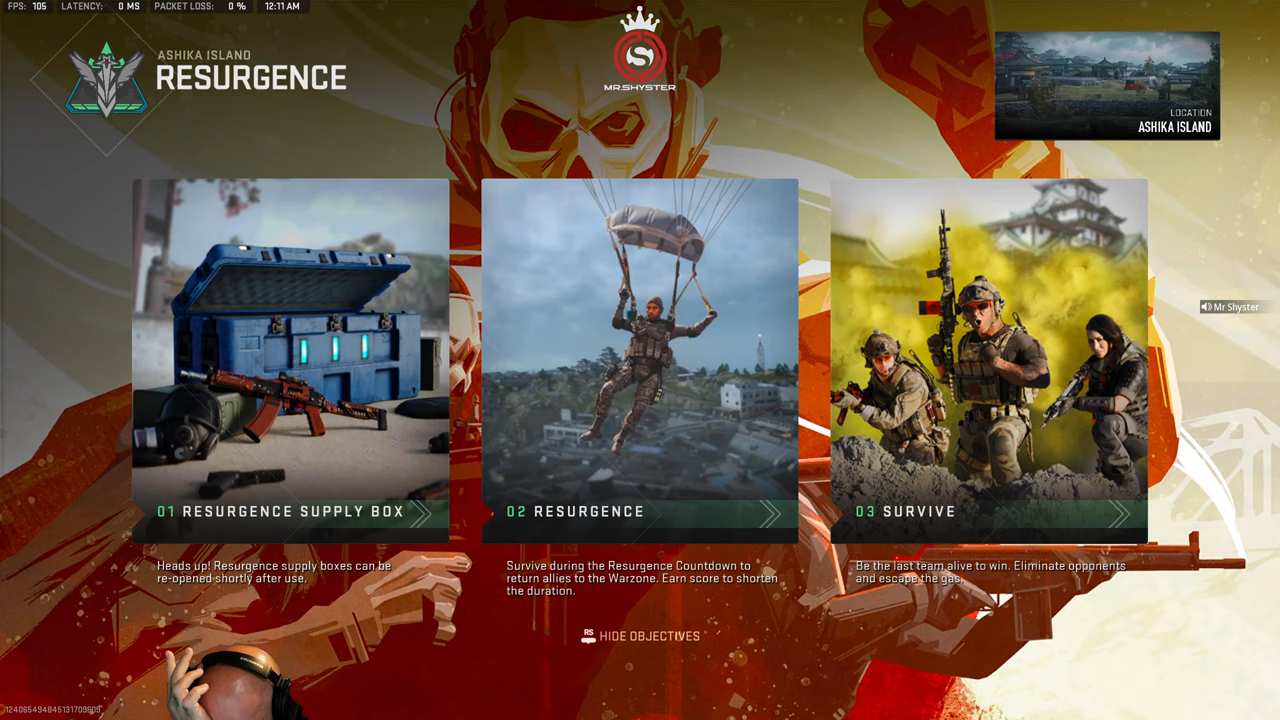 FPS: 105 LATENCY: 0 MS PACKET LOSS: 0 % 12:11 AM
ASHIKA ISLAND
RESURGENCE
S
MR.SHYSTER
LOCATION
ASHIKA ISLAND
Mr Shyster
01 RESURGENCE SUPPLY BOX
Heads up! Resurgence supply boxes can be
re-opened shortly after use.
02 RESURGENCE
Survive during the Resurgence Countdown to
return allies to the Warzone. Earn score to shorten
the duration.
03 SURVIVE
Be the last team alive to win. Eliminate opponents
and escape the gas.
RS HIDE OBJECTIVES